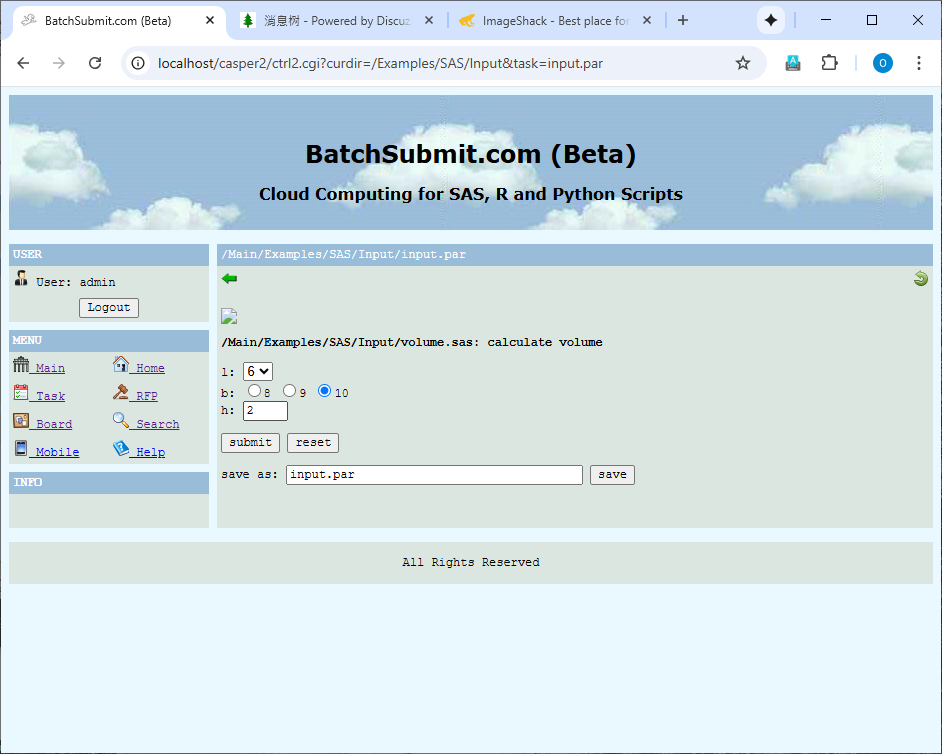 BatchSubmit.com (Beta)
消息树 - Powered by Discuz
ImageShack - Best place for
localhost/casper2/ctrl2.cgi?curdir=/Examples/SAS/Input&task=input.par
O
BatchSubmit.com (Beta)
Cloud Computing for SAS, R and Python Scripts
USER
User: admin
Logout
MENU
Main Home
Task RFP
Board Search
Mobile Help
INFO
/Main/Examples/SAS/Input/input.par
/Main/Examples/SAS/Input/volume.sas: calculate volume
l: 6
b: 8 9 10
h: 2
submit reset
save as: input.par save
All Rights Reserved